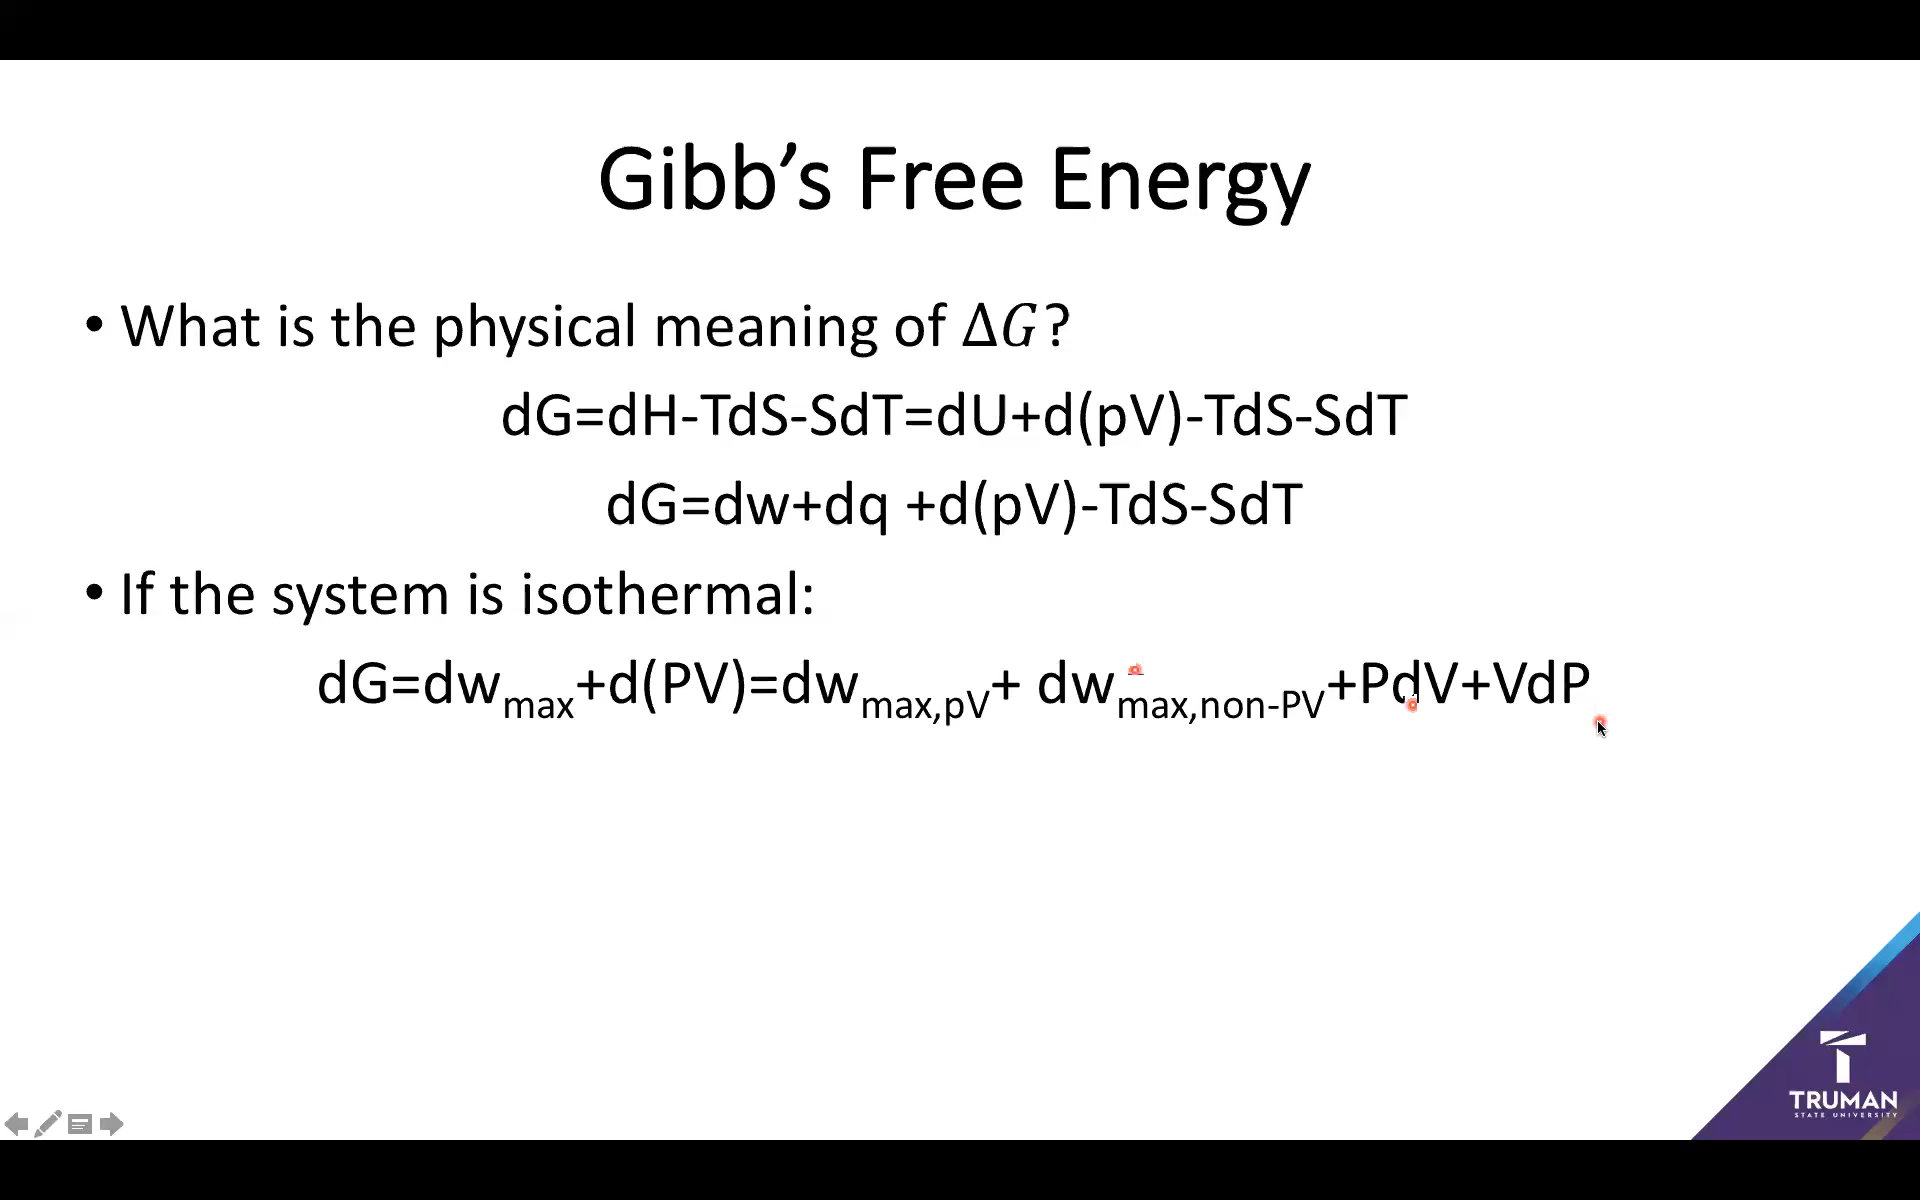 Gibb’s Free Energy
• What is the physical meaning of Δ𝐺?
dG=dH-TdS-SdT=dU+d(pV)-TdS-SdT
dG=dw+dq +d(pV)-TdS-SdT
• If the system is isothermal:
dG=dwmax+d(PV)=dwmax,pV+ dwmax,non-PV+PdV+VdP
TRUMAN
STATE UNIVERSITY